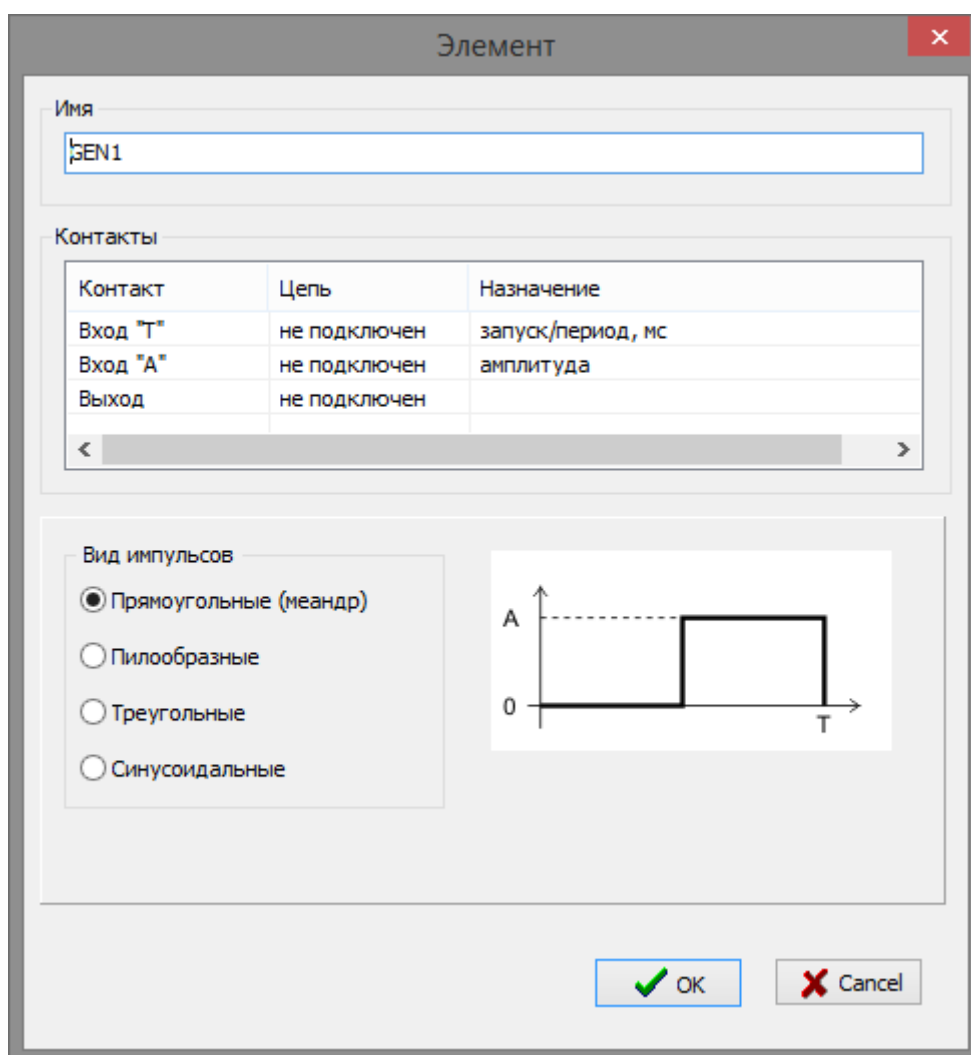 Элемент
Имя
GEN1
Контакты
Контакт Цепь Назначение
Вход "T" не подключен запуск/период, мс
Вход "A" не подключен амплитуда
Выход не подключен
Вид импульсов
Прямоугольные (меандр)
Пилообразные
Треугольные
Синусоидальные
A
0
T
OK
Cancel